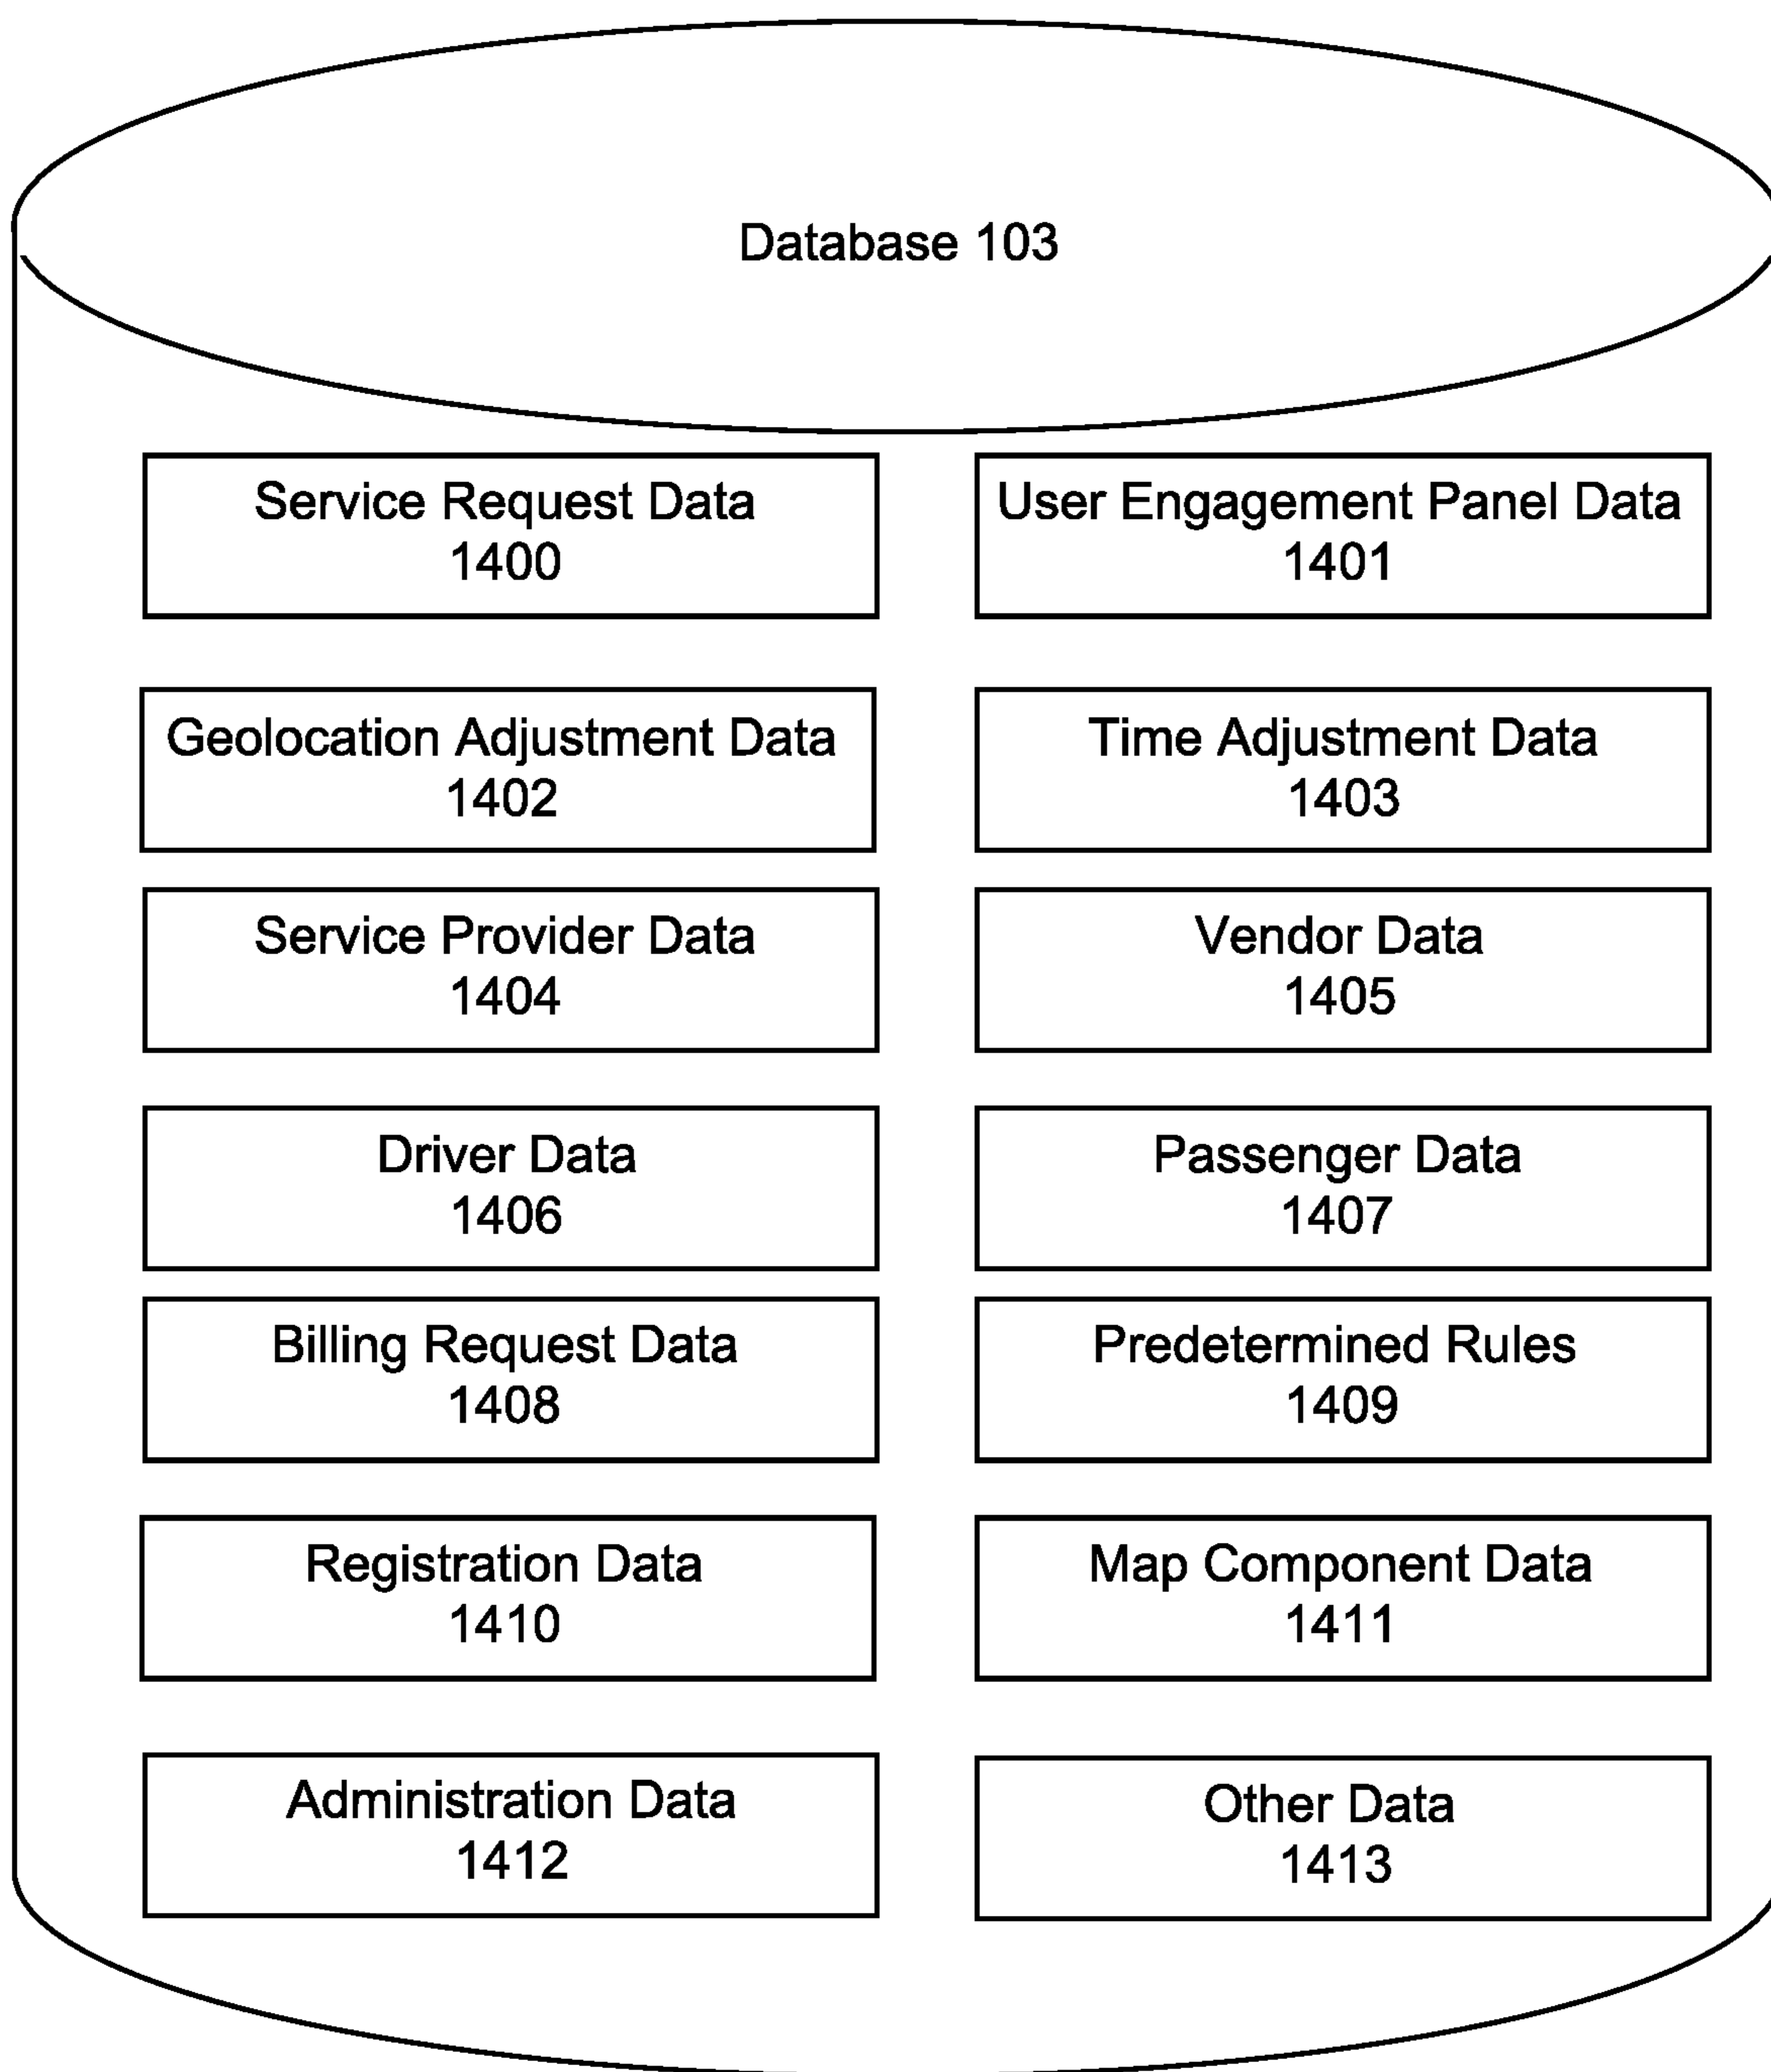 Database 103
Service Request Data
1400
User Engagement Panel Data
1401
Geolocation Adjustment Data
1402
Time Adjustment Data
1403
Service Provider Data
1404
Vendor Data
1405
Driver Data
1406
Passenger Data
1407
Billing Request Data
1408
Predetermined Rules
1409
Registration Data
1410
Map Component Data
1411
Administration Data
1412
Other Data
1413